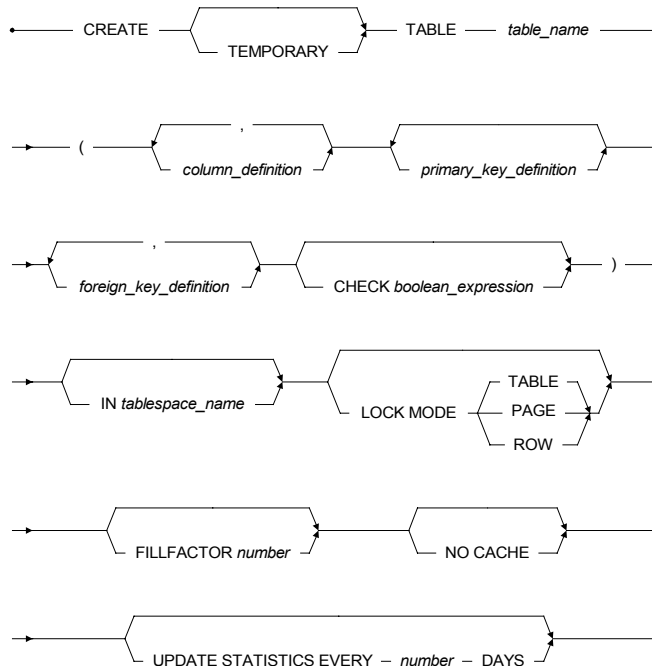 CREATE TEMPORARY TABLE table_name
( column_definition , primary_key_definition
foreign_key_definition , CHECK boolean_expression )
IN tablespace_name LOCK MODE TABLE PAGE ROW
FILLFACTOR number NO CACHE
UPDATE STATISTICS EVERY number DAYS